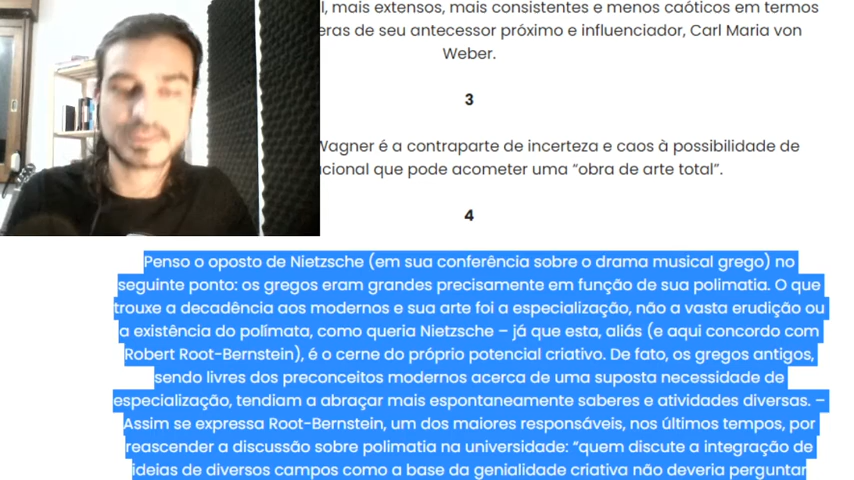 l, mais extensos, mais consistentes e menos caóticos em termos
eras de seu antecessor próximo e influenciador, Carl Maria von
Weber.
3
Wagner é a contraparte de incerteza e caos à possibilidade de
cional que pode acometer uma “obra de arte total”.
4
Penso o oposto de Nietzsche (em sua conferência sobre o drama musical grego) no
seguinte ponto: os gregos eram grandes precisamente em função de sua polimatia. O que
trouxe a decadência aos modernos e sua arte foi a especialização, não a vasta erudição ou
a existência do polímata, como queria Nietzsche – já que esta, aliás (e aqui concordo com
Robert Root-Bernstein), é o cerne do próprio potencial criativo. De fato, os gregos antigos,
sendo livres dos preconceitos modernos acerca de uma suposta necessidade de
especialização, tendiam a abraçar mais espontaneamente saberes e atividades diversas. –
Assim se expressa Root-Bernstein, um dos maiores responsáveis, nos últimos tempos, por
reascender a discussão sobre polimatia na universidade: “quem discute a integração de
ideias de diversos campos como a base da genialidade criativa não deveria perguntar